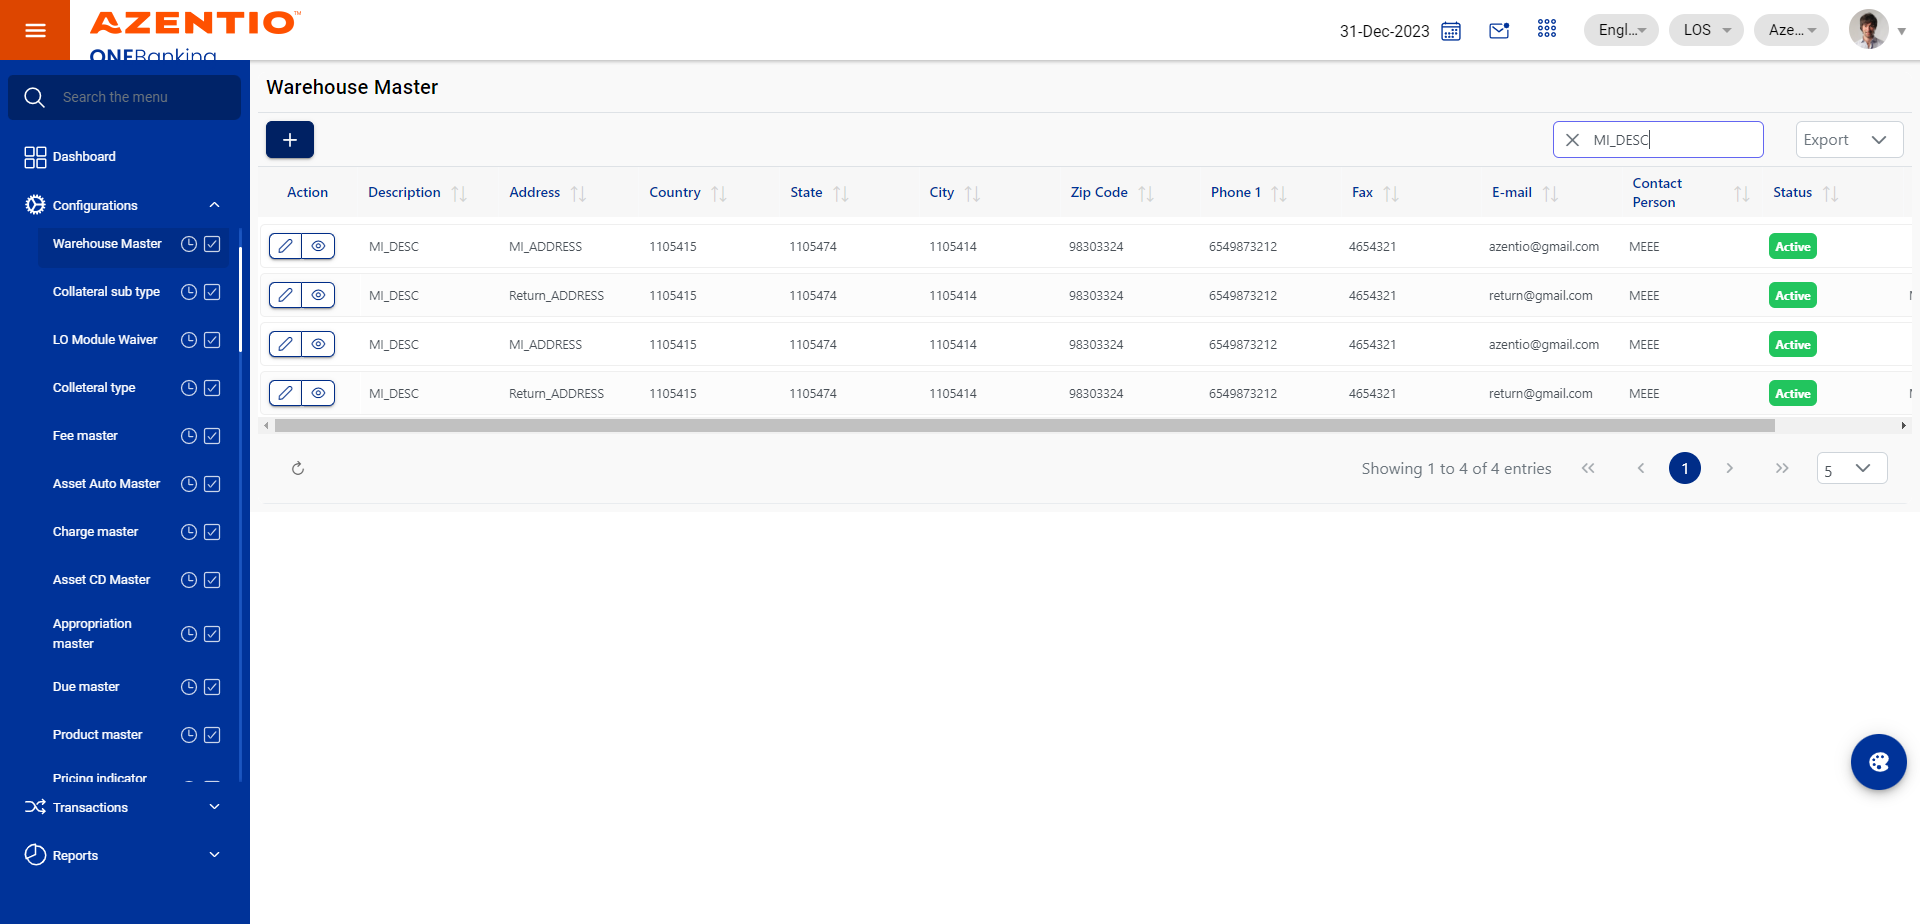 AZENTIO™
ONEBanking
31-Dec-2023
Engl...
LOS
Aze...
Search the menu
Dashboard
Configurations
Warehouse Master
Collateral sub type
LO Module Waiver
Colleteral type
Fee master
Asset Auto Master
Charge master
Asset CD Master
Appropriation
master
Due master
Product master
Pricing indicator
Transactions
Reports
Warehouse Master
+
MI_DESC
Export
Action Description Address Country State City Zip Code Phone 1 Fax E-mail Contact Person Status
MI_DESC MI_ADDRESS 1105415 1105474 1105414 98303324 6549873212 4654321 azentio@gmail.com MEEE Active
MI_DESC Return_ADDRESS 1105415 1105474 1105414 98303324 6549873212 4654321 return@gmail.com MEEE Active
MI_DESC MI_ADDRESS 1105415 1105474 1105414 98303324 6549873212 4654321 azentio@gmail.com MEEE Active
MI_DESC Return_ADDRESS 1105415 1105474 1105414 98303324 6549873212 4654321 return@gmail.com MEEE Active
Showing 1 to 4 of 4 entries
1
5